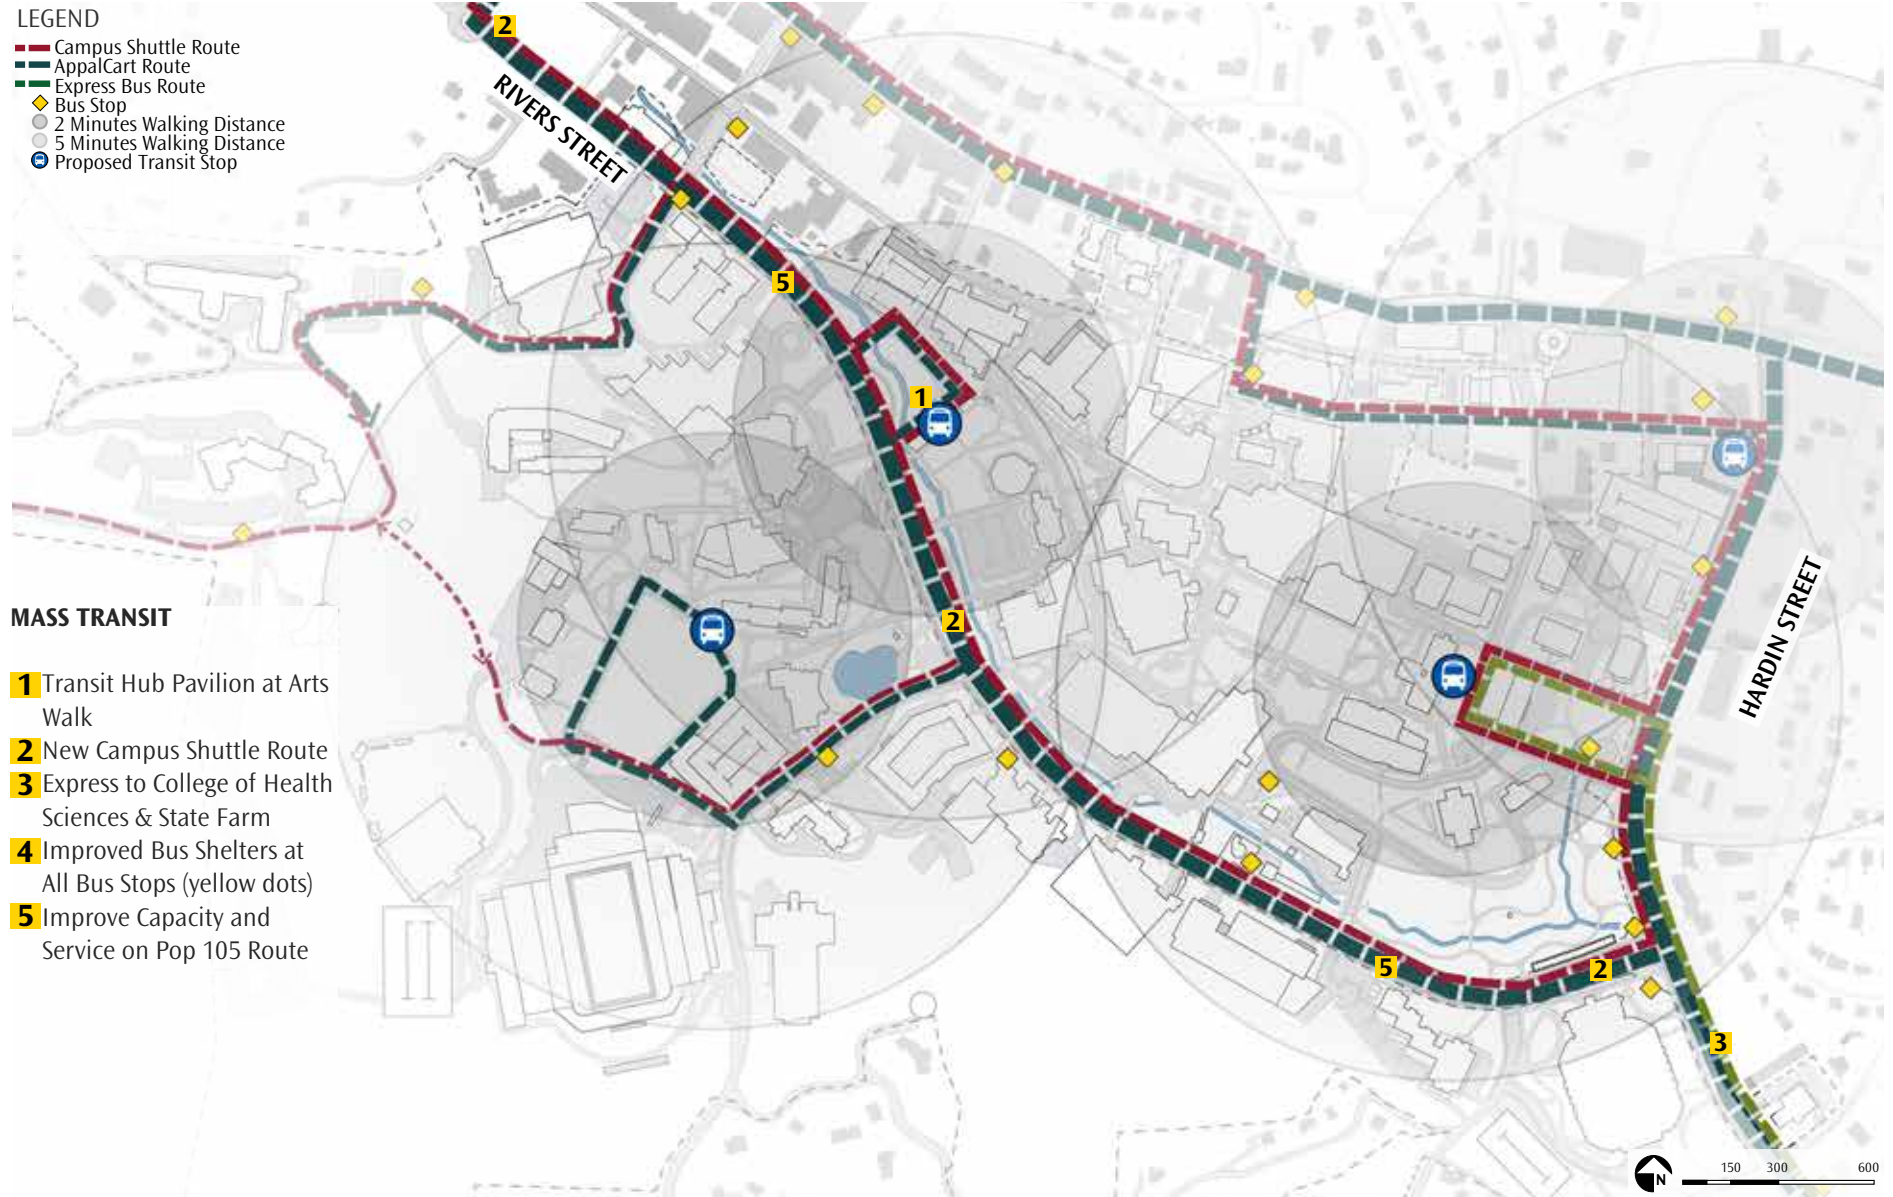 LEGEND
Campus Shuttle Route
AppalCart Route
Express Bus Route
Bus Stop
2 Minutes Walking Distance
5 Minutes Walking Distance
Proposed Transit Stop
2
RIVERS STREET
5
1
2
HARDIN STREET
MASS TRANSIT
1 Transit Hub Pavilion at Arts
Walk
2 New Campus Shuttle Route
3 Express to College of Health
Sciences & State Farm
4 Improved Bus Shelters at
All Bus Stops (yellow dots)
5 Improve Capacity and
Service on Pop 105 Route
5
2
3
N
150 300 600